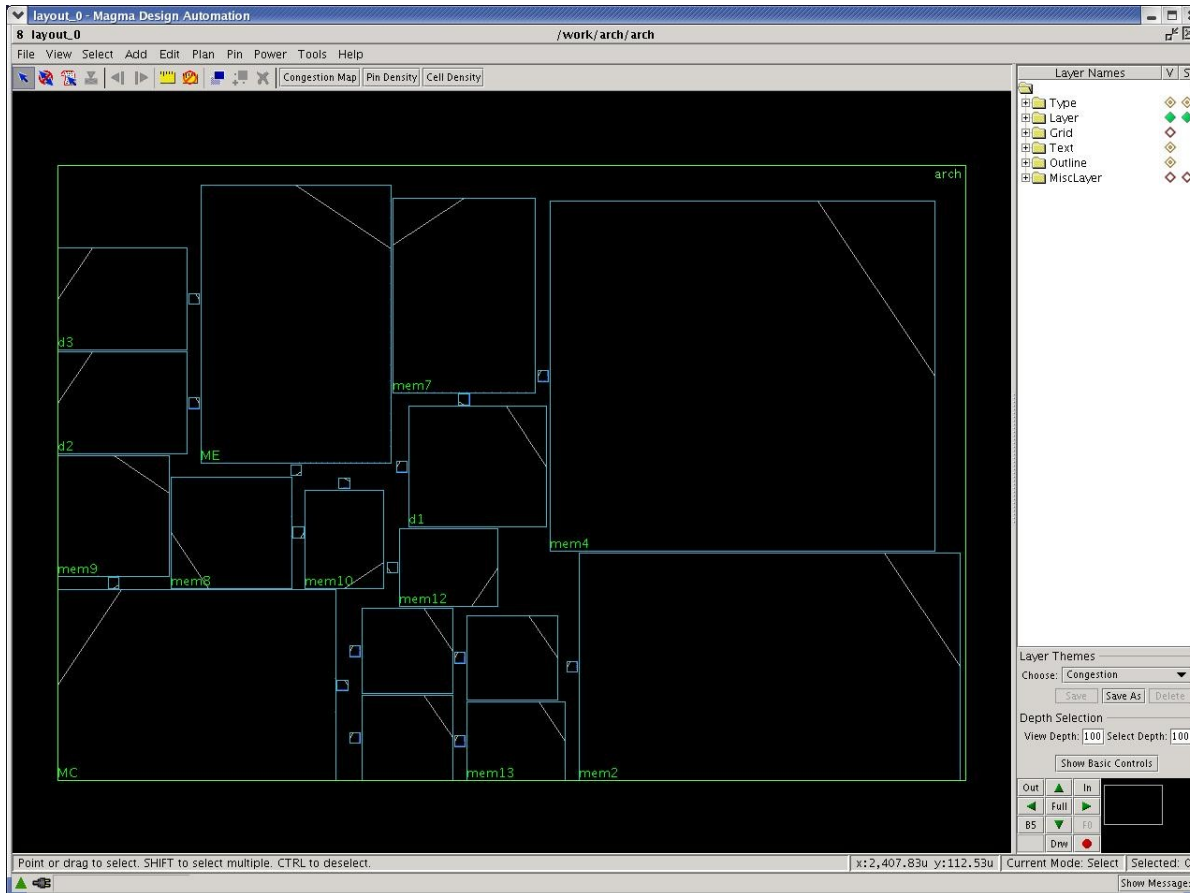 layout_0 - Magma Design Automation
8 layout_0 /work/arch/arch
File View Select Add Edit Plan Pin Power Tools Help
Congestion Map Pin Density Cell Density
Layer Names V S
Type
Layer
Grid
Text
Outline
MiscLayer
arch
d3
mem7
d2
ME
d1
mem4
mem9
mem8
mem10
mem12
MC
mem13
mem2
Layer Themes
Choose: Congestion
Save Save As Delete
Depth Selection
View Depth: 100 Select Depth: 100
Show Basic Controls
Out In
Full
B5 F0
Drw
Point or drag to select. SHIFT to select multiple. CTRL to deselect. x:2,407.83u y:112.53u Current Mode: Select Selected: 0
Show Message